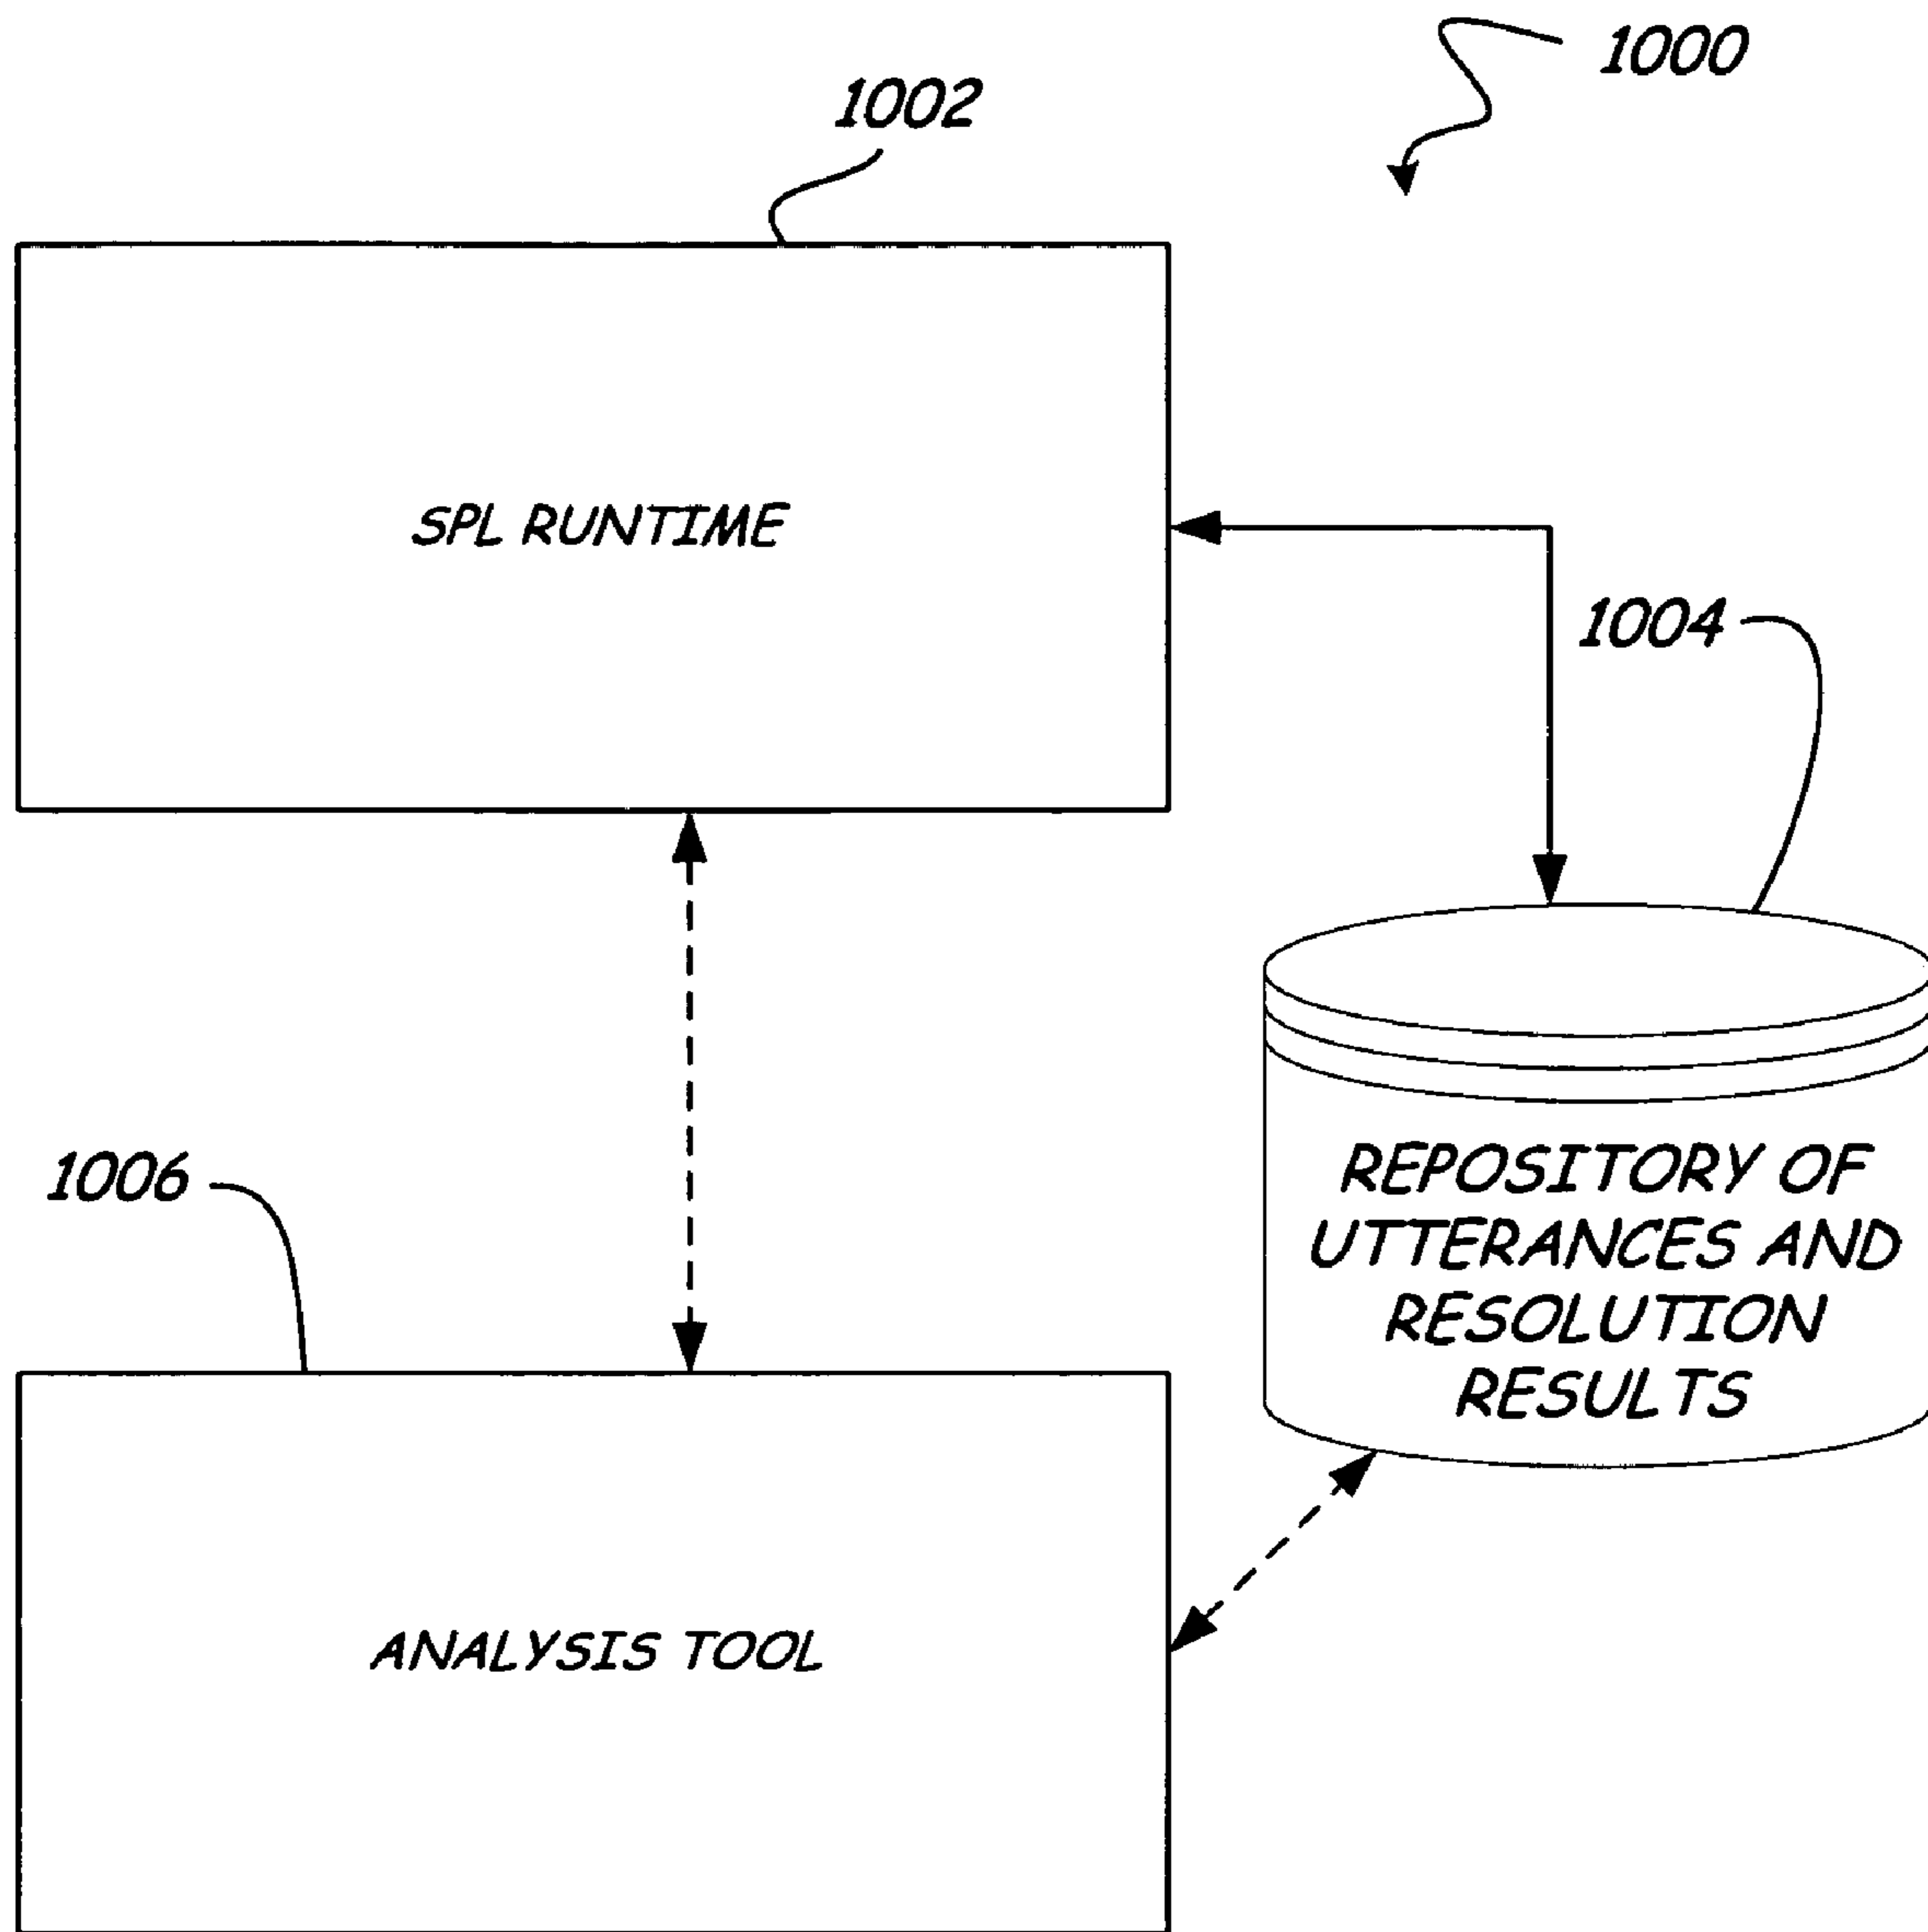 1000
1002
SPL RUNTIME
1004
1006
REPOSITORY OF
UTTERANCES AND
RESOLUTION
RESULTS
ANALYSIS TOOL